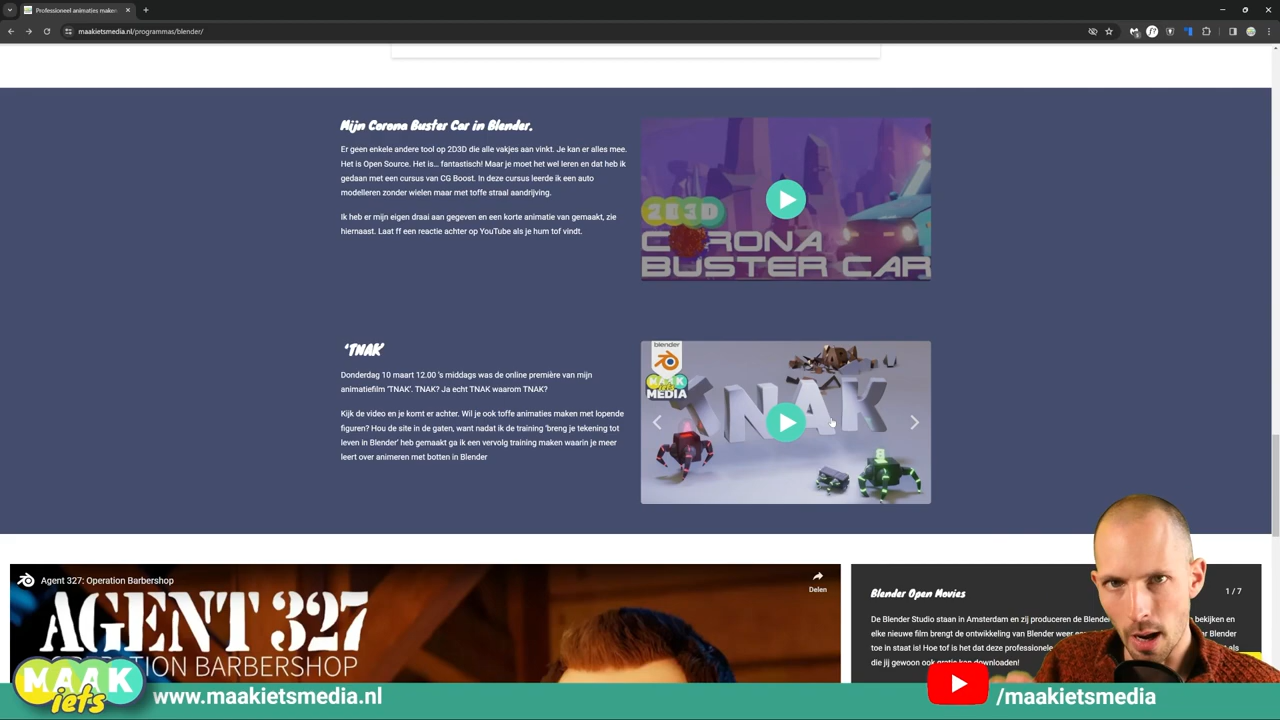 Professioneel animaties make
maakietsmedia.nl/programmas/blender/
Mijn Corona Buster Car in Blender.
Er geen enkele andere tool op 2D3D die alle vakjes aan vinkt. Je kan er alles mee.
Het is Open Source. Het is… fantastisch! Maar je moet het wel leren en dat heb ik
gedaan met een cursus van CG Boost. In deze cursus leerde ik een auto
modelleren zonder wielen maar met toffe straal aandrijving.
Ik heb er mijn eigen draai aan gegeven en een korte animatie van gemaakt, zie
hiernaast. Laat ff een reactie achter op YouTube als je hum tof vindt.
2D3D
CORONA
BUSTER CAR
'TNAK
Donderdag 10 maart 12.00 's middags was de online première van mijn
animatiefilm 'TNAK'. TNAK? Ja echt TNAK waarom TNAK?
Kijk de video en je komt er achter. Wil je ook toffe animaties maken met lopende
figuren? Hou de site in de gaten, want nadat ik de training 'breng je tekening tot
leven in Blender' heb gemaakt ga ik een vervolg training maken waarin je meer
leert over animeren met botten in Blender
blender
MAAK
iets
MEDIA
KNAK
8
Agent 327: Operation Barbershop
Delen
AGENT 327
OPERATION BARBERSHOP
Blender Open Movies
1 / 7
De Blender Studio staan in Amsterdam en zij produceren de Blender
bekijken en
elke nieuwe film brengt de ontwikkeling van Blender weer
Blender
toe in staat is! Hoe tof is het dat deze professionele
als
die jij gewoon ook gratis kan downloaden!
MAAK
iets
www.maakietsmedia.nl
/maakietsmedia